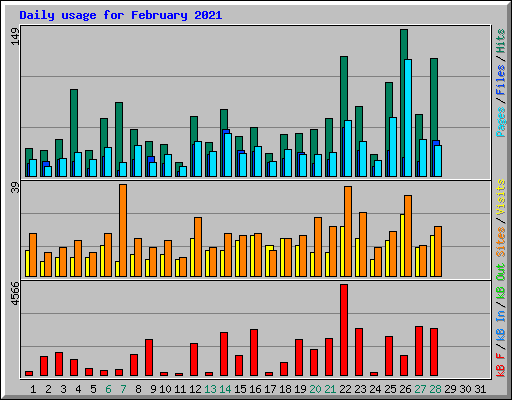 Daily usage for February 2021
149
Pages / Files / Hits
39
Sites / Visits
4566
kB F / kB In / kB Out
1 2 3 4 5 6 7 8 9 10 11 12 13 14 15 16 17 18 19 20 21 22 23 24 25 26 27 28 29 30 31